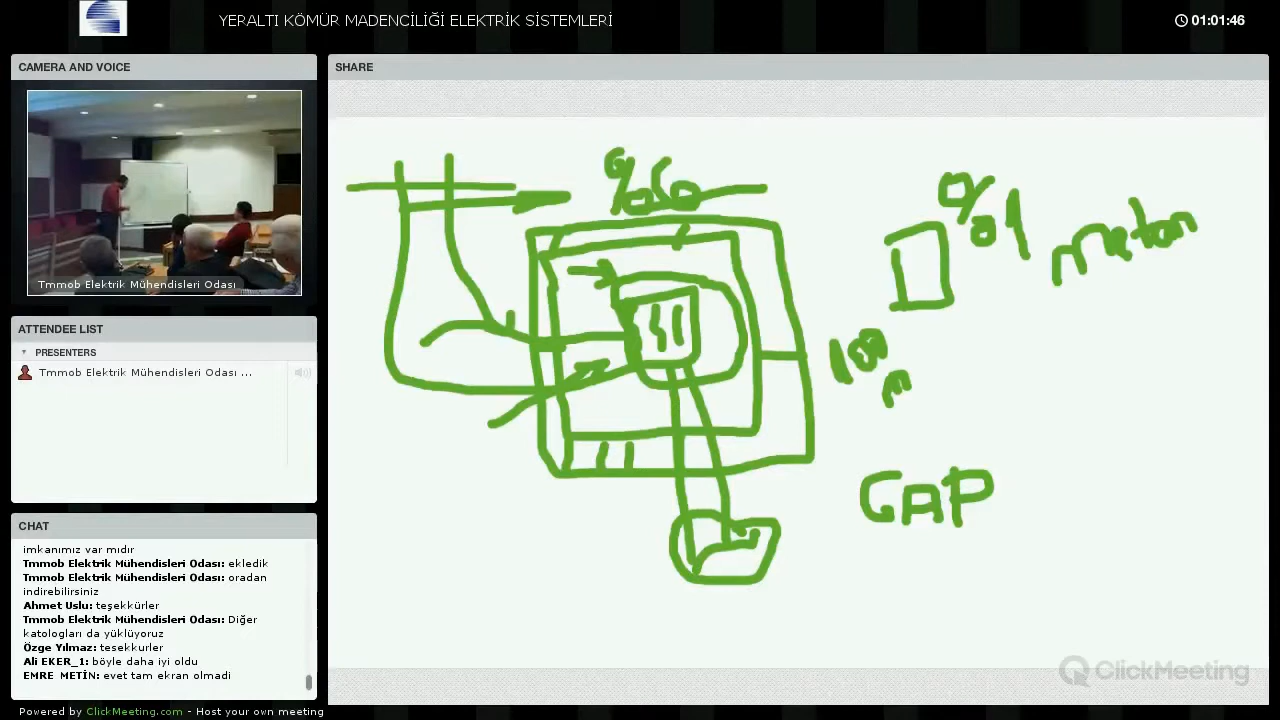 YERALTI KÖMÜR MADENCİLİĞİ ELEKTRİK SİSTEMLERİ
01:01:46
CAMERA AND VOICE
Tmmob Elektrik Mühendisleri Odası
ATTENDEE LIST
PRESENTERS
Tmmob Elektrik Mühendisleri Odası ...
CHAT
imkanımız var mıdır
Tmmob Elektrik Mühendisleri Odası: ekledik
Tmmob Elektrik Mühendisleri Odası: oradan
indirebilirsiniz
Ahmet Uslu: teşekkürler
Tmmob Elektrik Mühendisleri Odası: Diğer
katologları da yüklüyoruz
Özge Yılmaz: tesekkurler
Ali EKER_1: böyle daha iyi oldu
EMRE METİN: evet tam ekran olmadi
Powered by ClickMeeting.com - Host your own meeting
SHARE
%60
%1
metan
100
m
GAP
ClickMeeting